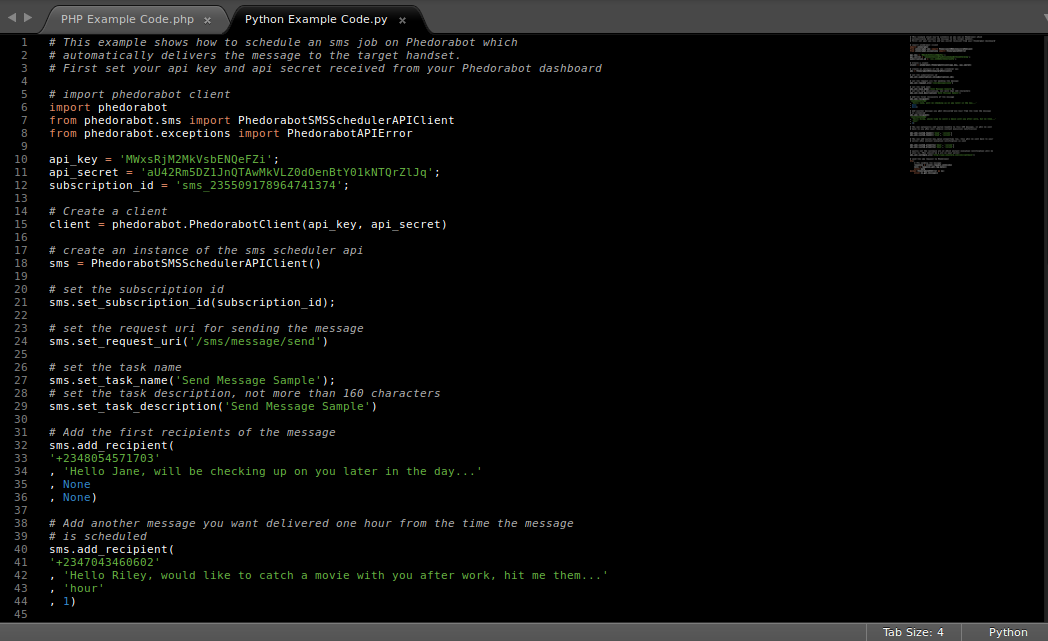 PHP Example Code.php ×
Python Example Code.py ×
1 # This example shows how to schedule an sms job on Phedorabot which
2 # automatically delivers the message to the target handset.
3 # First set your api key and api secret received from your Phedorabot dashboard
4
5 # import phedorabot client
6 import phedorabot
7 from phedorabot.sms import PhedorabotSMSSchedulerAPIClient
8 from phedorabot.exceptions import PhedorabotAPIError
9
10 api_key = 'MWxsRjM2MkVsbENQeFZi';
11 api_secret = 'aU42Rm5DZ1JnQTAwMkVLZ0dOenBtY01kNTQrZlJq';
12 subscription_id = 'sms_235509178964741374';
13
14 # Create a client
15 client = phedorabot.PhedorabotClient(api_key, api_secret)
16
17 # create an instance of the sms scheduler api
18 sms = PhedorabotSMSSchedulerAPIClient()
19
20 # set the subscription id
21 sms.set_subscription_id(subscription_id);
22
23 # set the request uri for sending the message
24 sms.set_request_uri('/sms/message/send')
25
26 # set the task name
27 sms.set_task_name('Send Message Sample');
28 # set the task description, not more than 160 characters
29 sms.set_task_description('Send Message Sample')
30
31 # Add the first recipients of the message
32 sms.add_recipient(
33 '+2348054571703'
34 , 'Hello Jane, will be checking up on you later in the day...'
35 , None
36 , None)
37
38 # Add another message you want delivered one hour from the time the message
39 # is scheduled
40 sms.add_recipient(
41 '+2347043460602'
42 , 'Hello Riley, would like to catch a movie with you after work, hit me them...'
43 , 'hour'
44 , 1)
45
Tab Size: 4
Python